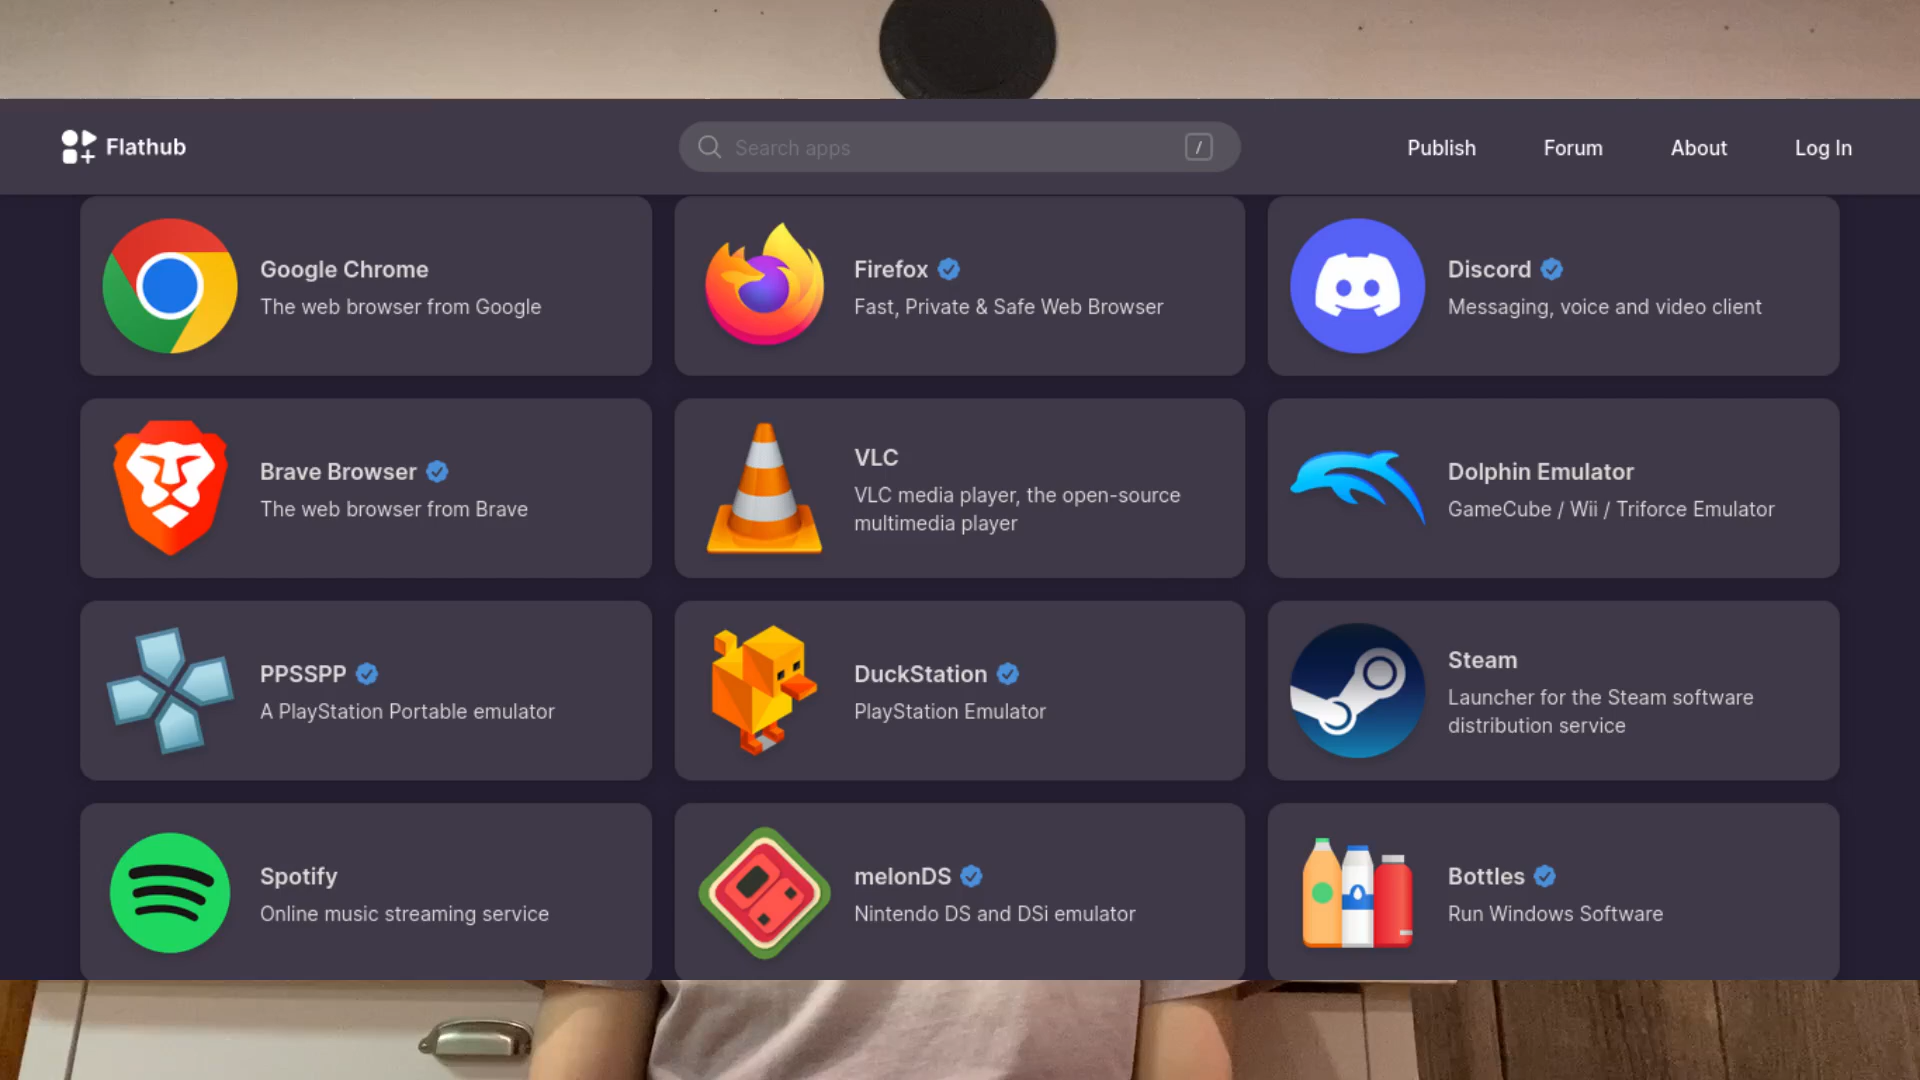 Flathub
Search apps
/
Publish
Forum
About
Log In
Google Chrome
The web browser from Google
Firefox
Fast, Private & Safe Web Browser
Discord
Messaging, voice and video client
Brave Browser
The web browser from Brave
VLC
VLC media player, the open-source
multimedia player
Dolphin Emulator
GameCube / Wii / Triforce Emulator
PPSSPP
A PlayStation Portable emulator
DuckStation
PlayStation Emulator
Steam
Launcher for the Steam software
distribution service
Spotify
Online music streaming service
melonDS
Nintendo DS and DSi emulator
Bottles
Run Windows Software